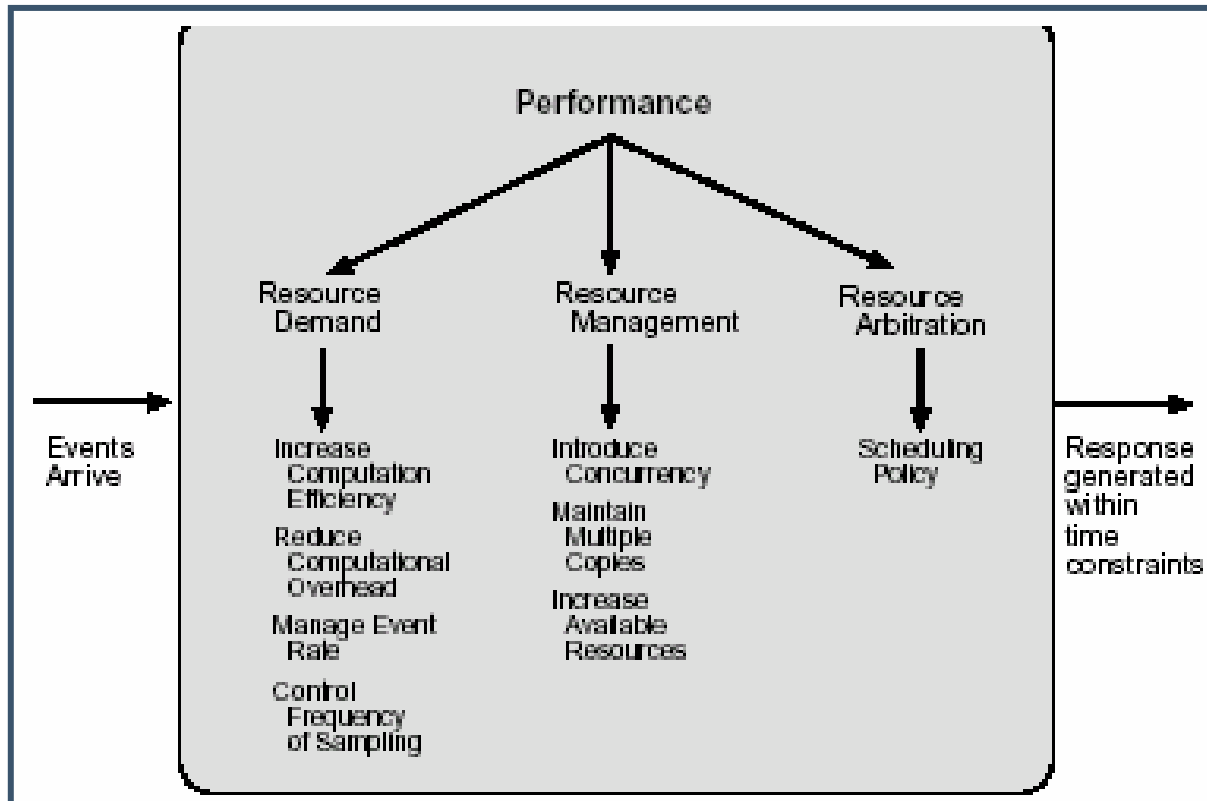 Performance
Resource
Demand
Resource
Management
Resource
Arbitration
Events
Arrive
Increase
Computation
Efficiency
Reduce
Computational
Overhead
Manage Event
Rate
Control
Frequency
of Sampling
Introduce
Concurrency
Maintain
Multiple
Copies
Increase
Available
Resources
Scheduling
Policy
Response
generated
within
time
constraints